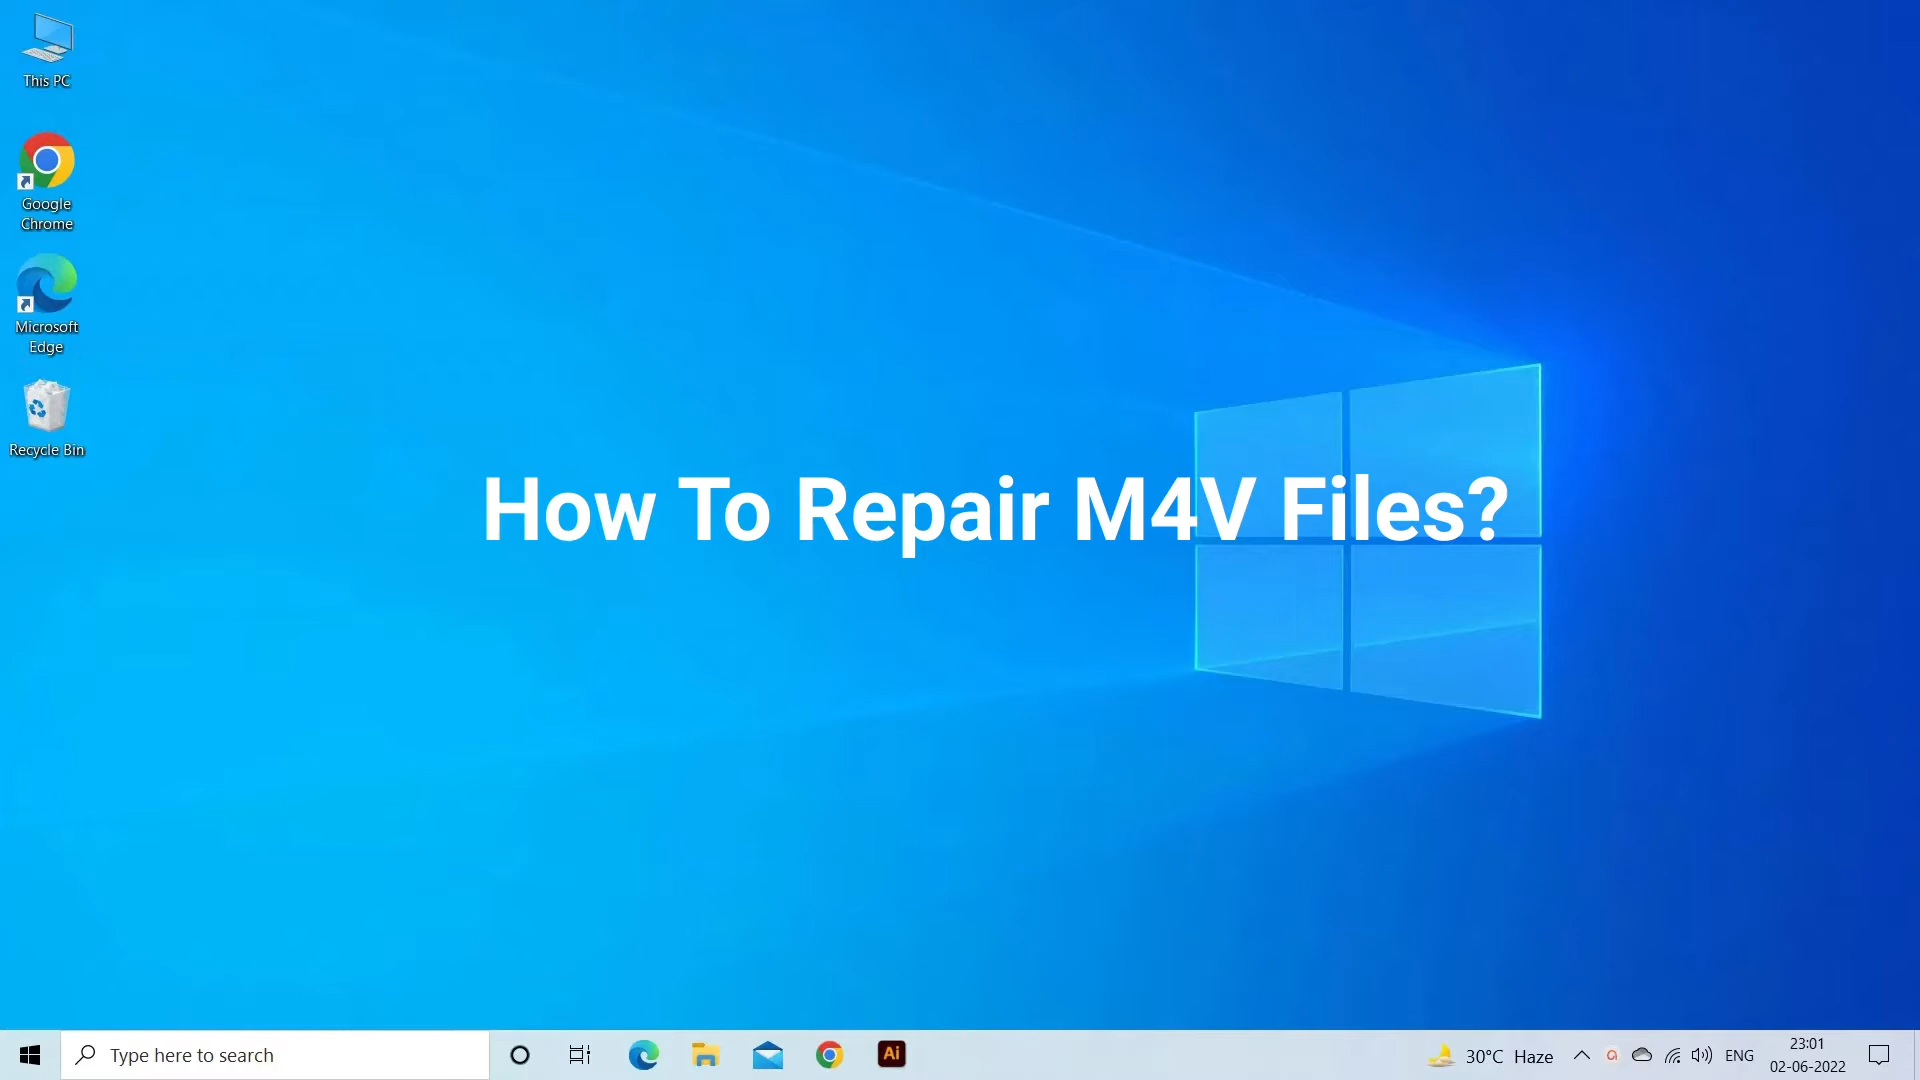 This PC
Google
Chrome
Microsoft
Edge
Recycle Bin
How To Repair M4V Files?
Type here to search
Ai
30°C Haze
ENG
23:01
02-06-2022